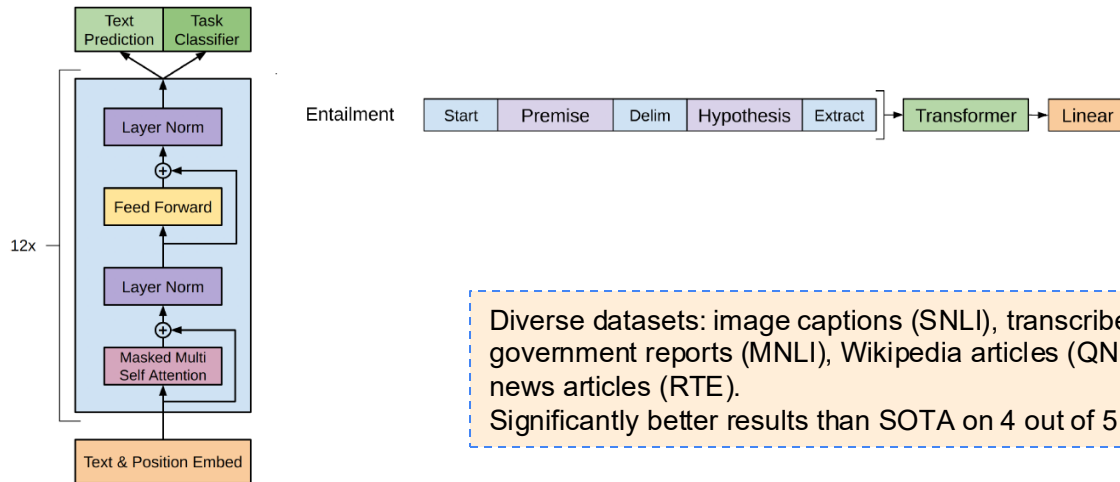 Text
Prediction
Task
Classifier
Layer Norm
+
Feed Forward
12x
Layer Norm
+
Masked Multi
Self Attention
Text & Position Embed
Entailment
Start
Premise
Delim
Hypothesis
Extract
Transformer
Linear
Diverse datasets: image captions (SNLI), transcribe
government reports (MNLI), Wikipedia articles (QN
news articles (RTE).
Significantly better results than SOTA on 4 out of 5